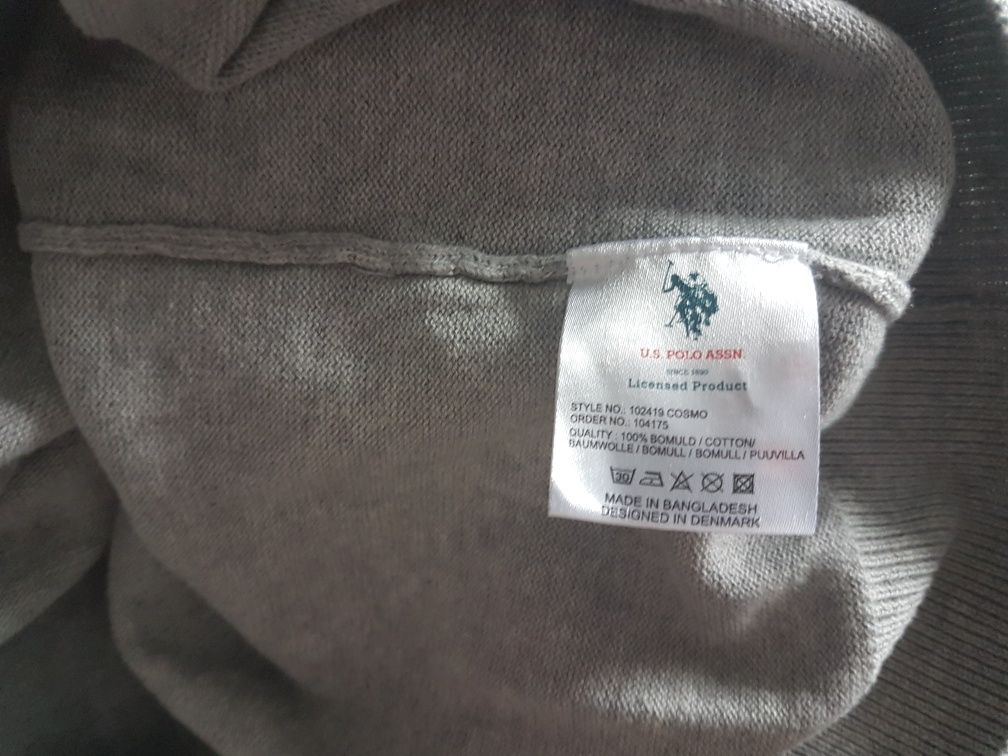 U.S. POLO ASSN.
SINCE 1890
Licensed Product
STYLE NO.: 102419 COSMO
ORDER NO.: 104175
QUALITY : 100% BOMULD / COTTON/
BAUMWOLLE / BOMULL / BOMULL / PUUVILLA
30
MADE IN BANGLADESH
DESIGNED IN DENMARK